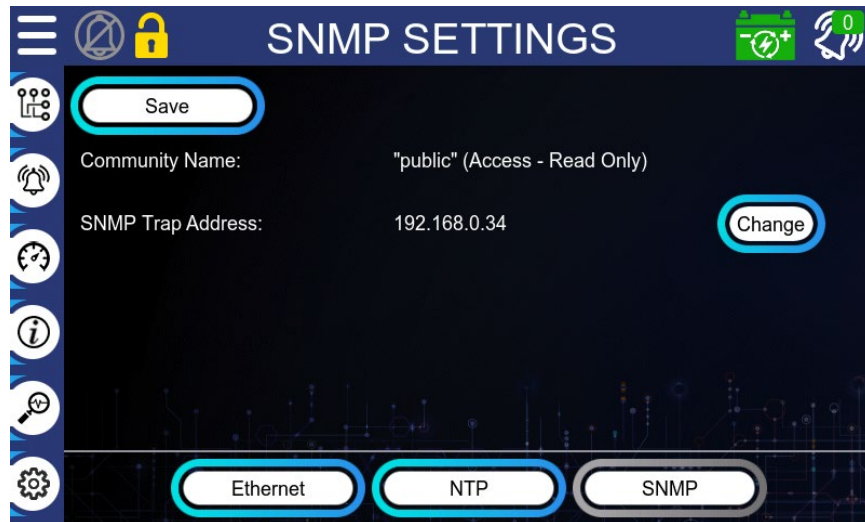 SNMP SETTINGS
0
Save
Community Name: "public" (Access - Read Only)
SNMP Trap Address: 192.168.0.34 Change
Ethernet NTP SNMP